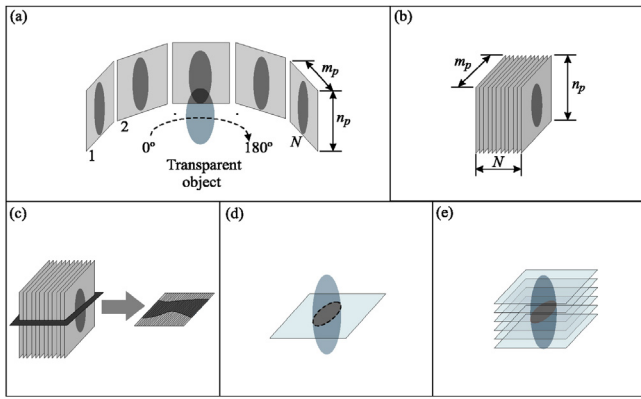 (a)
m_p
n_p
1
2
0°
180°
N
Transparent
object
(b)
m_p
n_p
N
(c)
(d)
(e)